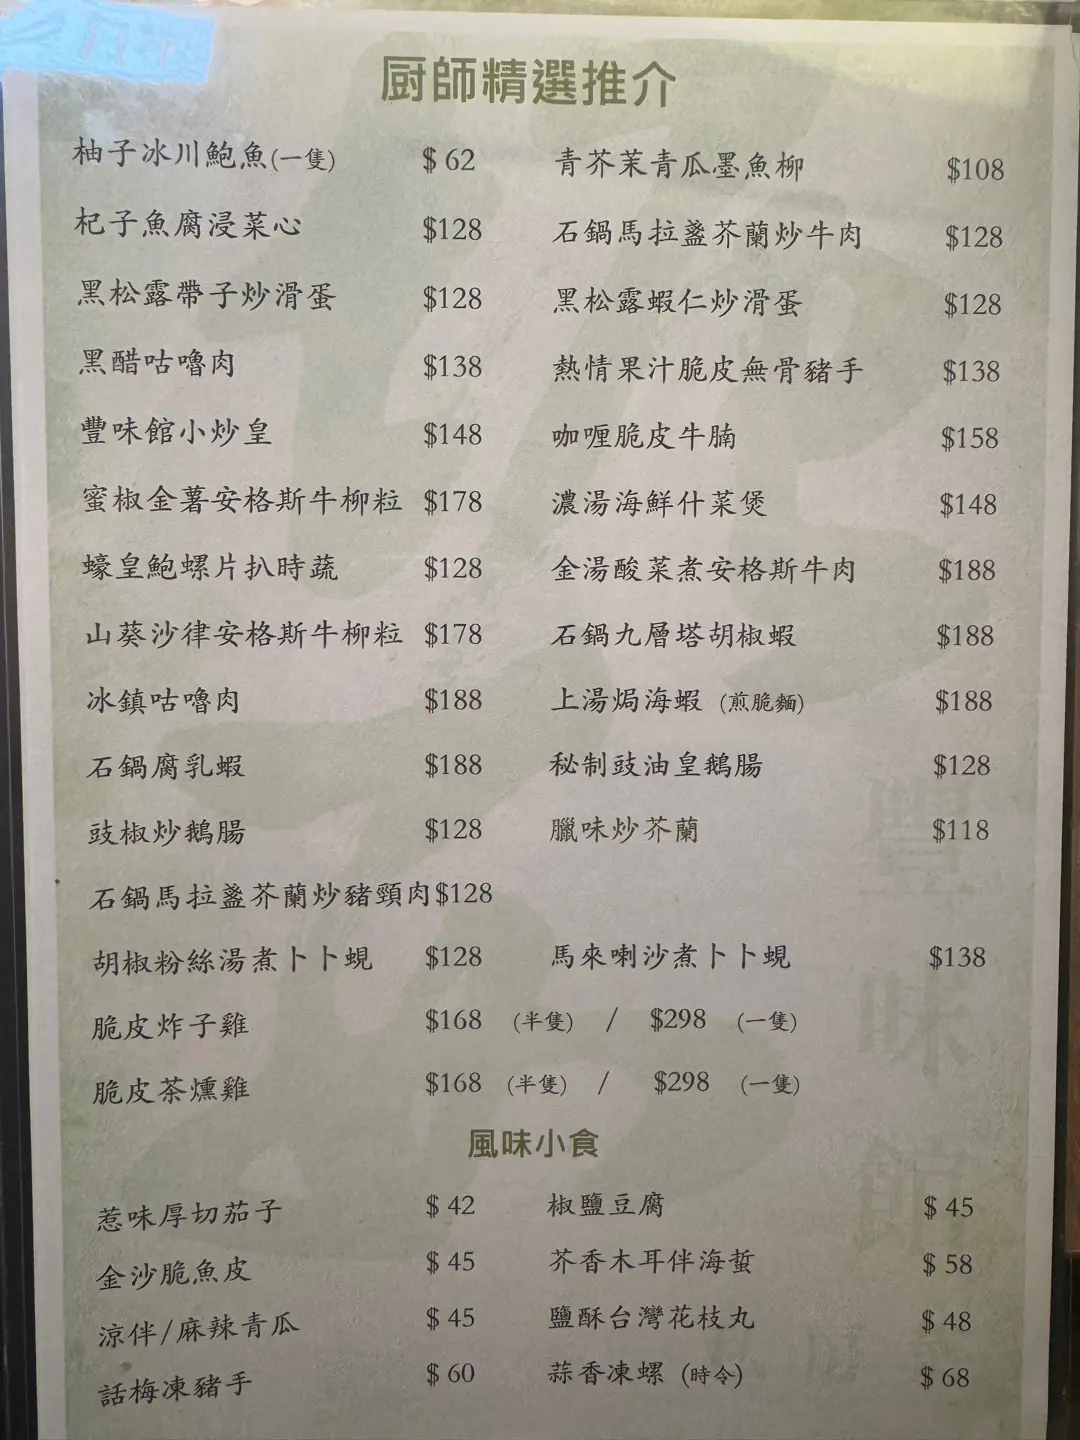 厨師精選推介
柚子冰川鮑魚(一隻) $ 62 青芥茉青瓜墨魚柳 $108
杞子魚腐浸菜心 $128 石鍋馬拉盞芥蘭炒牛肉 $128
黑松露帶子炒滑蛋 $128 黑松露蝦仁炒滑蛋 $128
黑醋咕嚕肉 $138 熱情果汁脆皮無骨豬手 $138
豐味館小炒皇 $148 咖喱脆皮牛腩 $158
蜜椒金薯安格斯牛柳粒 $178 濃湯海鮮什菜煲 $148
蠔皇鮑螺片扒時蔬 $128 金湯酸菜煮安格斯牛肉 $188
山葵沙律安格斯牛柳粒 $178 石鍋九層塔胡椒蝦 $188
冰鎮咕嚕肉 $188 上湯焗海蝦 (煎脆麵) $188
石鍋腐乳蝦 $188 秘制豉油皇鵝腸 $128
豉椒炒鵝腸 $128 臘味炒芥蘭 $118
石鍋馬拉盞芥蘭炒豬頸肉 $128
胡椒粉絲湯煮卜卜蜆 $128 馬來喇沙煮卜卜蜆 $138
脆皮炸子雞 $168 (半隻) / $298 (一隻)
脆皮茶燻雞 $168 (半隻) / $298 (一隻)
風味小食
惹味厚切茄子 $ 42 椒鹽豆腐 $ 45
金沙脆魚皮 $ 45 芥香木耳伴海蜇 $ 58
涼伴/麻辣青瓜 $ 45 鹽酥台灣花枝丸 $ 48
話梅凍豬手 $ 60 蒜香凍螺 (時令) $ 68